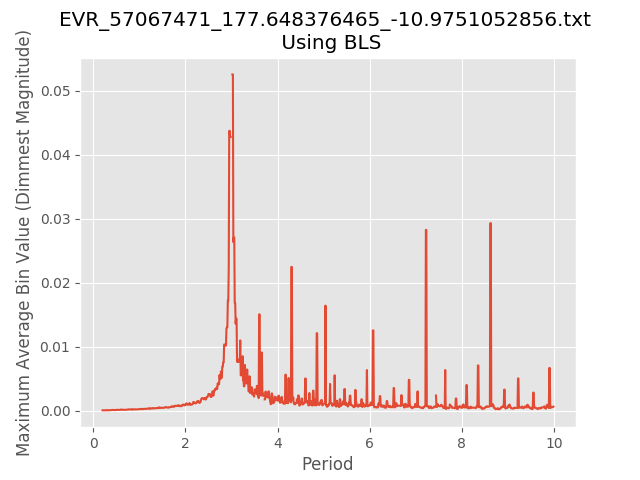 EVR_57067471_177.648376465_-10.9751052856.txt
Using BLS
Maximum Average Bin Value (Dimmest Magnitude)
0.05
0.04
0.03
0.02
0.01
0.00
0 2 4 6 8 10
Period